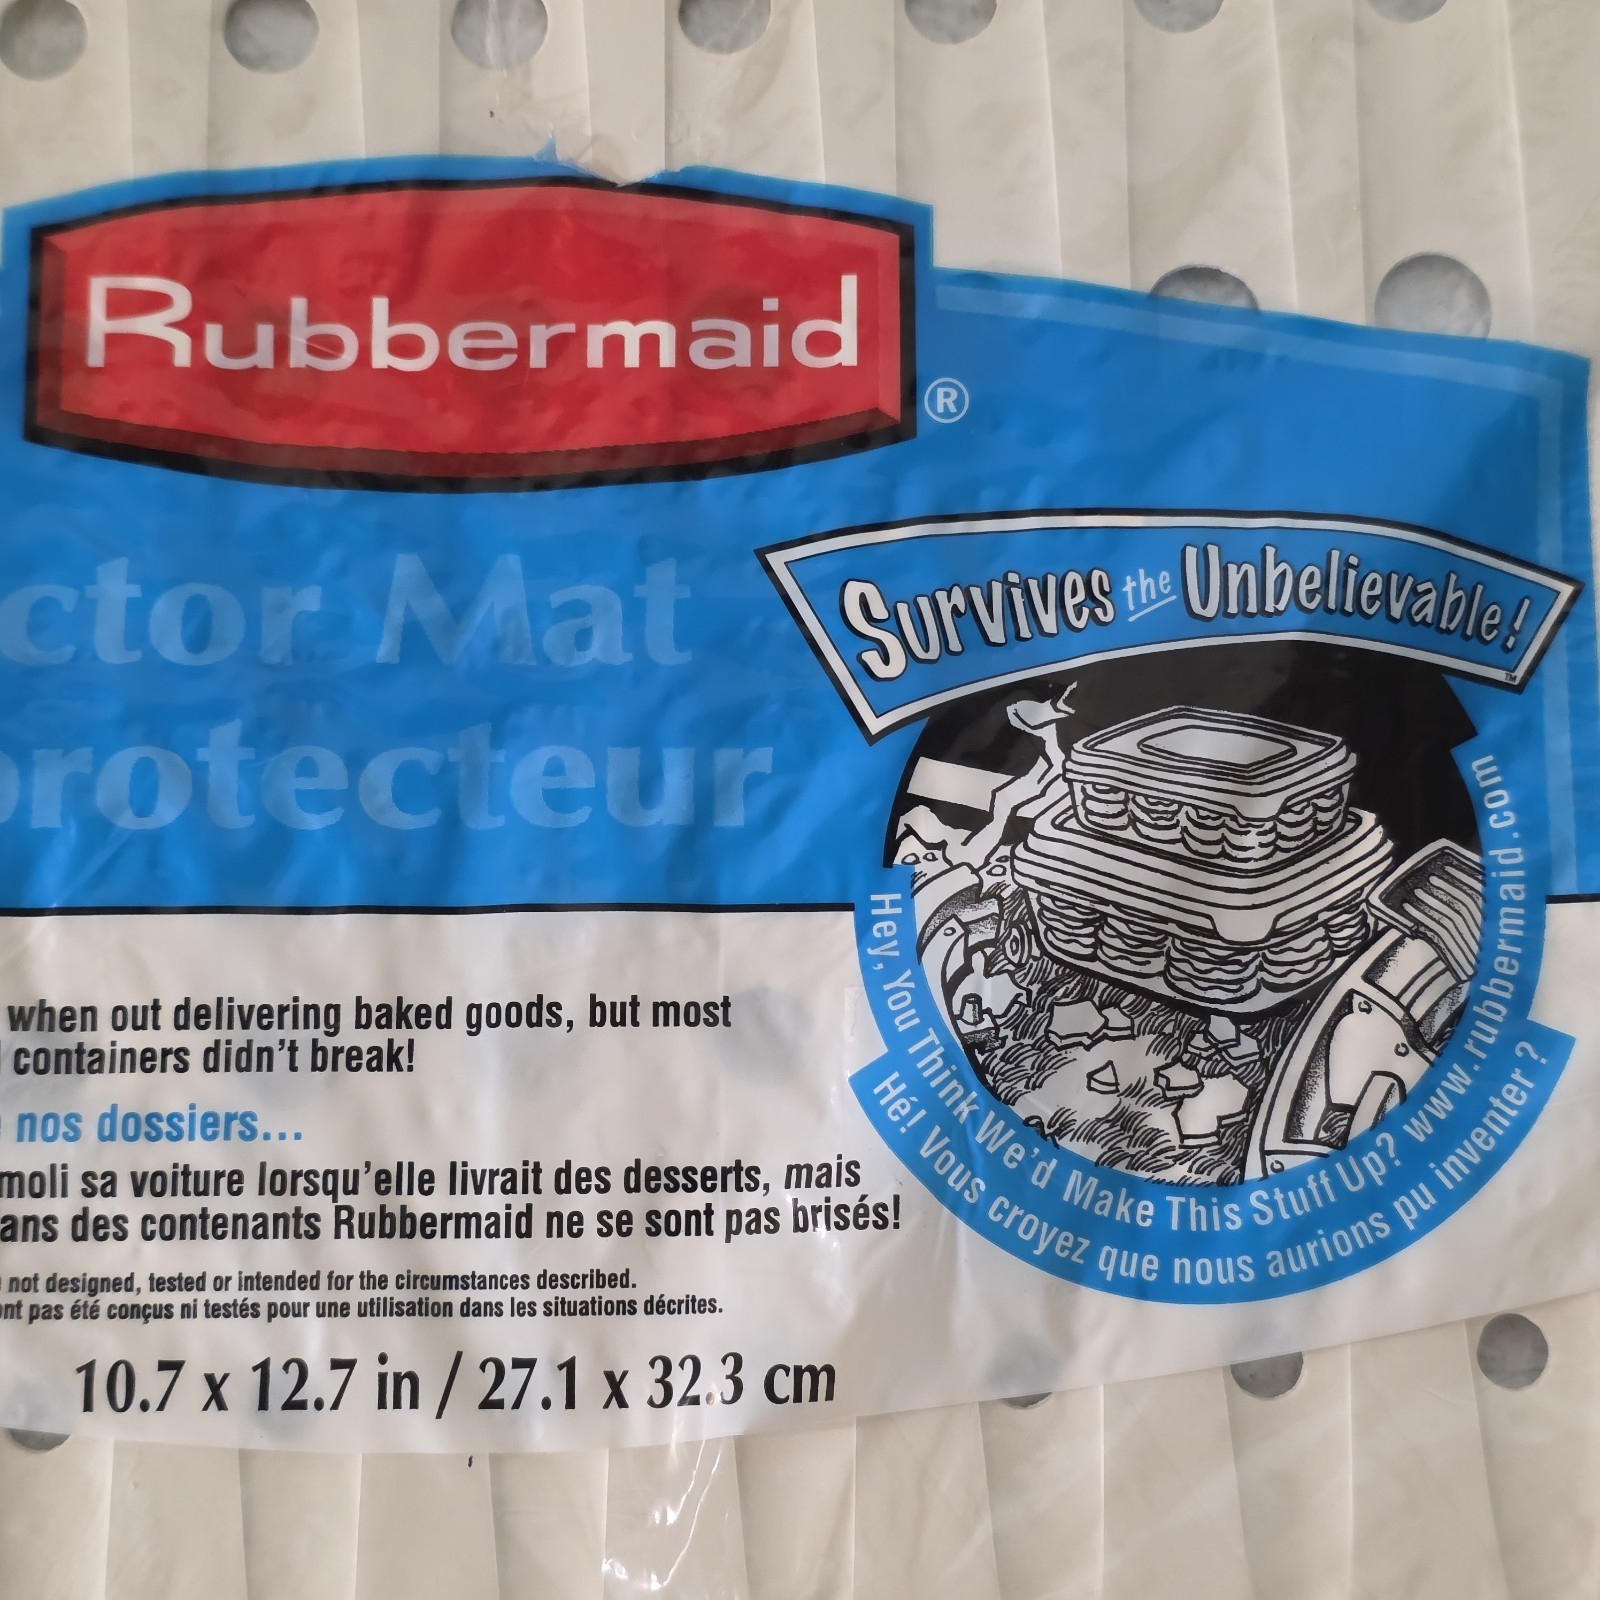 Rubbermaid
®
ctor Mat
protecteur
Survives the Unbelievable!
TM
when out delivering baked goods, but most
containers didn't break!
nos dossiers...
moli sa voiture lorsqu'elle livrait des desserts, mais
ans des contenants Rubbermaid ne se sont pas brisés!
not designed, tested or intended for the circumstances described.
ont pas été conçus ni testés pour une utilisation dans les situations décrites.
10.7 x 12.7 in / 27.1 x 32.3 cm
Hey, You Think We'd Make This Stuff Up? www.rubbermaid.com
Hé! Vous croyez que nous aurions pu inventer?